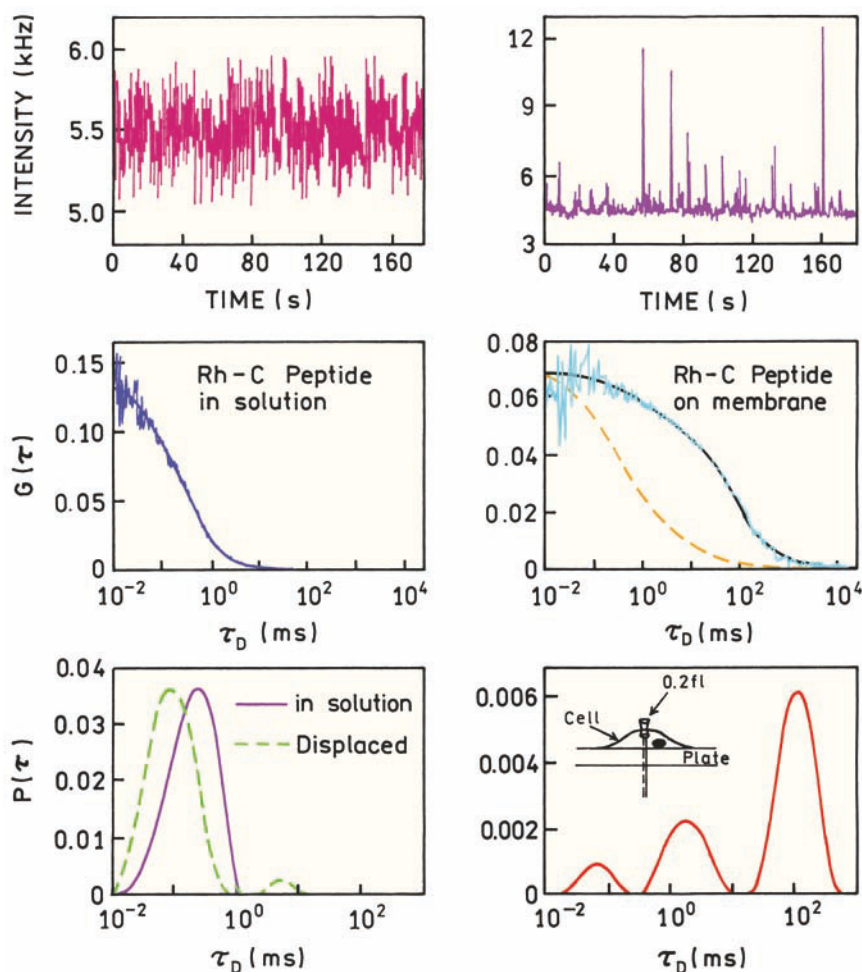 INTENSITY (kHz)
6.0
5.5
5.0
0 40 80 120 160
TIME (s)
12
9
6
3
0 60 120 180
TIME (s)
G(τ)
0.15
0.10
0.05
0
Rh-C Peptide
in solution
10⁻² 10⁰ 10² 10⁴
τD (ms)
0.08
0.06
0.04
0.02
0
Rh-C Peptide
on membrane
10⁻² 10⁰ 10² 10⁴
τD (ms)
P(τ)
0.04
0.03
0.02
0.01
0
in solution
Displaced
10⁻² 10⁰ 10²
τD (ms)
0.006
0.004
0.002
0
0.2fl
Cell
Plate
10⁻² 10⁰ 10²
τD (ms)